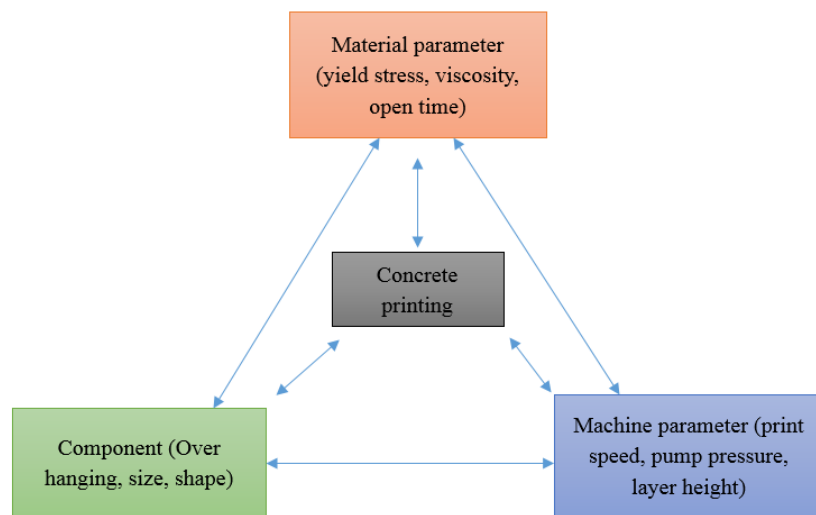 Material parameter
(yield stress, viscosity,
open time)
Concrete
printing
Component (Over
hanging, size, shape)
Machine parameter (print
speed, pump pressure,
layer height)